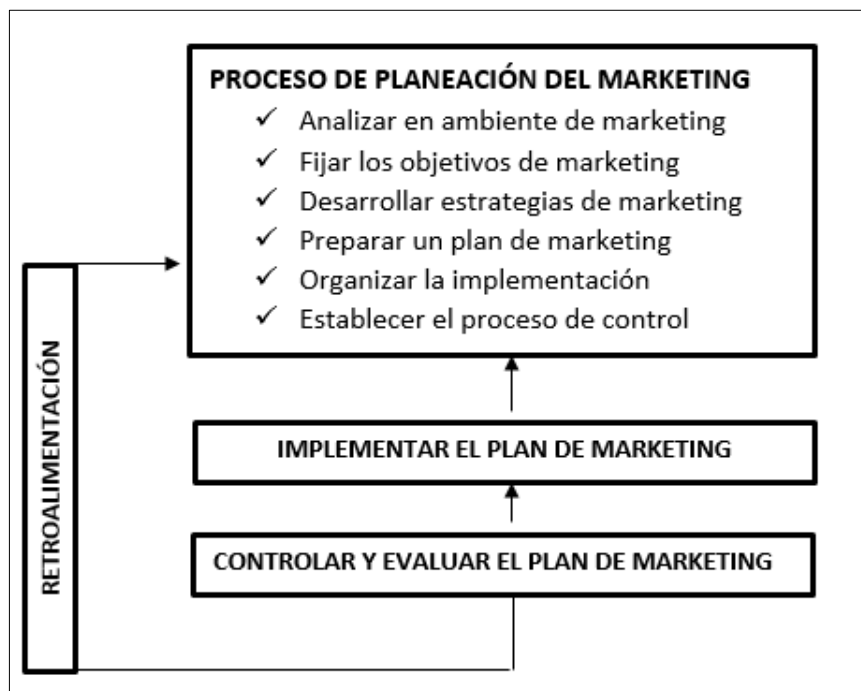 PROCESO DE PLANEACIÓN DEL MARKETING
✓ Analizar en ambiente de marketing
✓ Fijar los objetivos de marketing
✓ Desarrollar estrategias de marketing
✓ Preparar un plan de marketing
✓ Organizar la implementación
✓ Establecer el proceso de control
RETROALIMENTACIÓN
IMPLEMENTAR EL PLAN DE MARKETING
CONTROLAR Y EVALUAR EL PLAN DE MARKETING